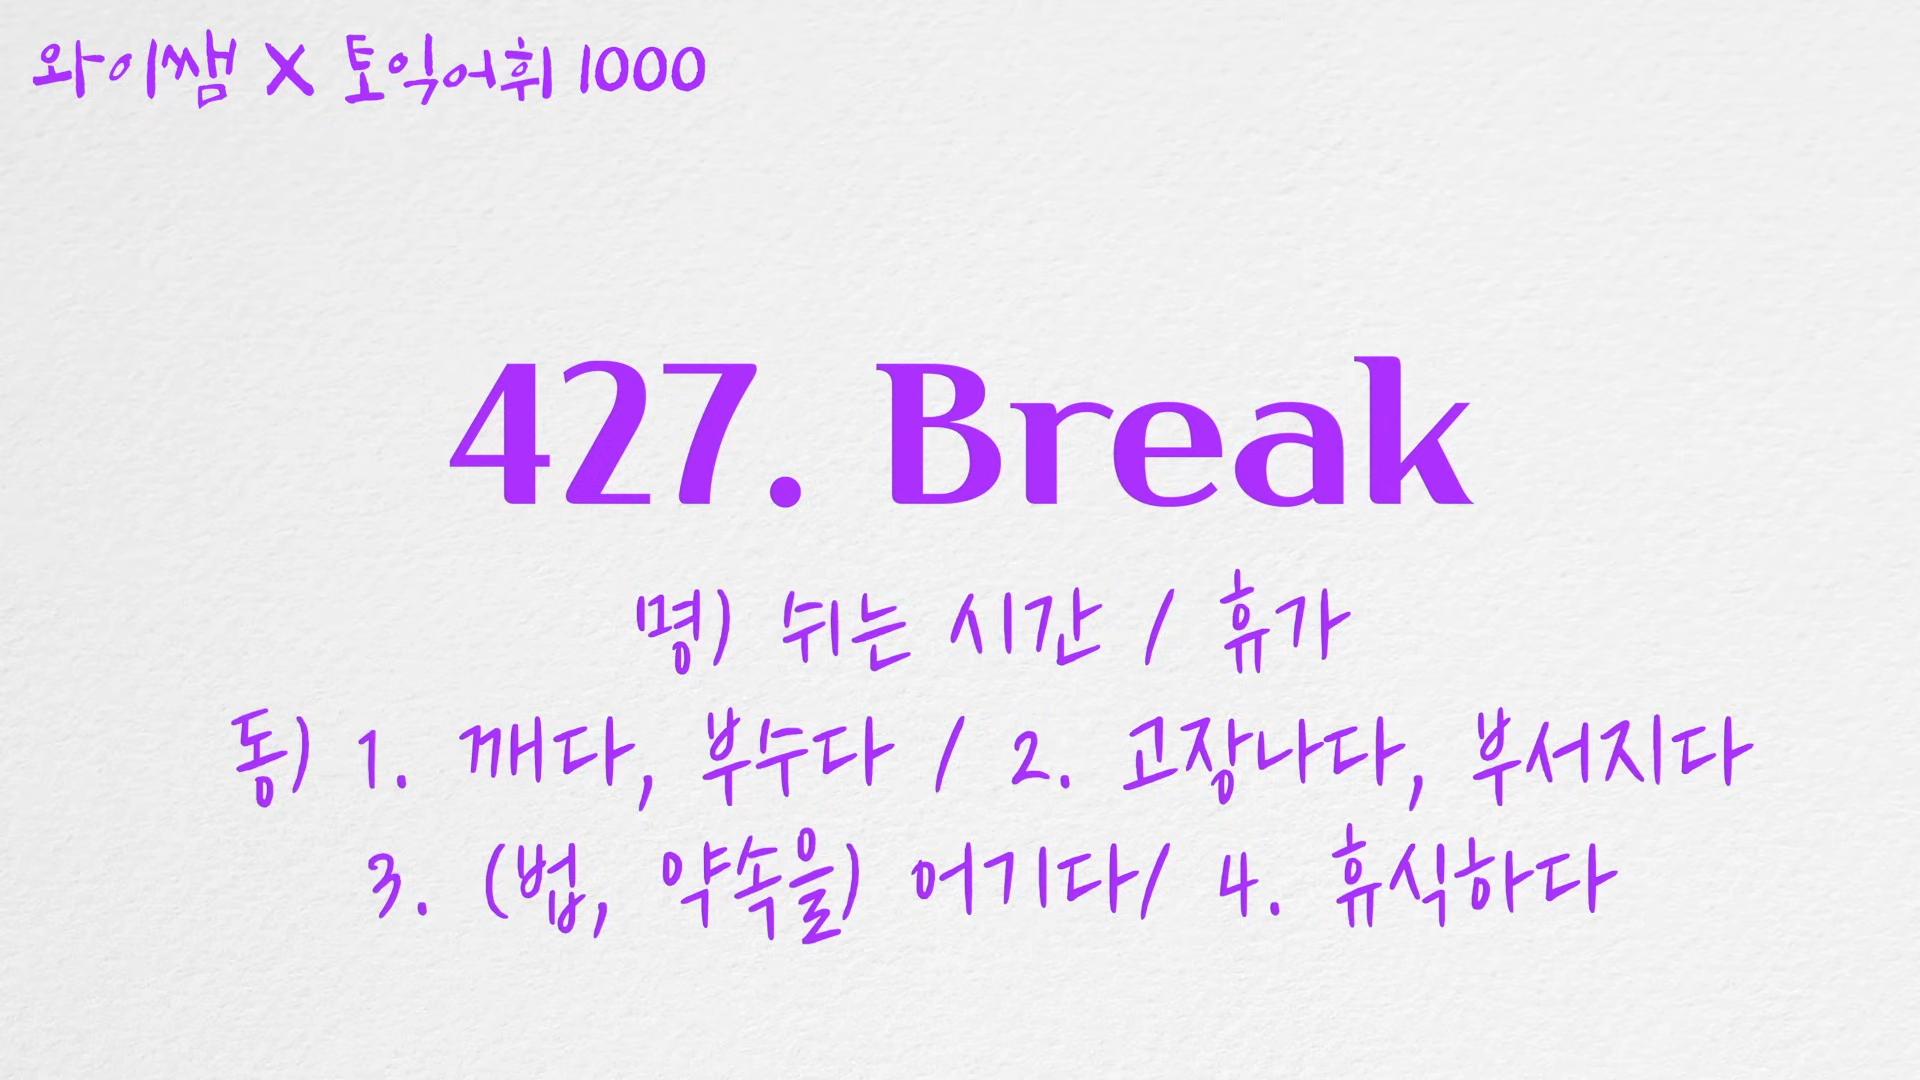 와이쌤 X 토익어휘 1000
427. Break
명) 쉬는 시간 / 휴가
동) 1. 깨다, 부수다 / 2. 고장나다, 부서지다
3. (법, 약속을) 어기다/ 4. 휴식하다